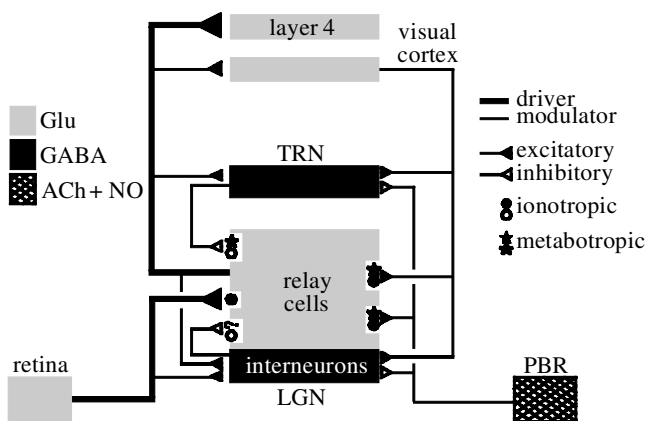 layer 4
visual
cortex
Glu
GABA
ACh + NO
TRN
driver
modulator
excitatory
inhibitory
ionotropic
metabotropic
relay
cells
retina
interneurons
LGN
PBR
?